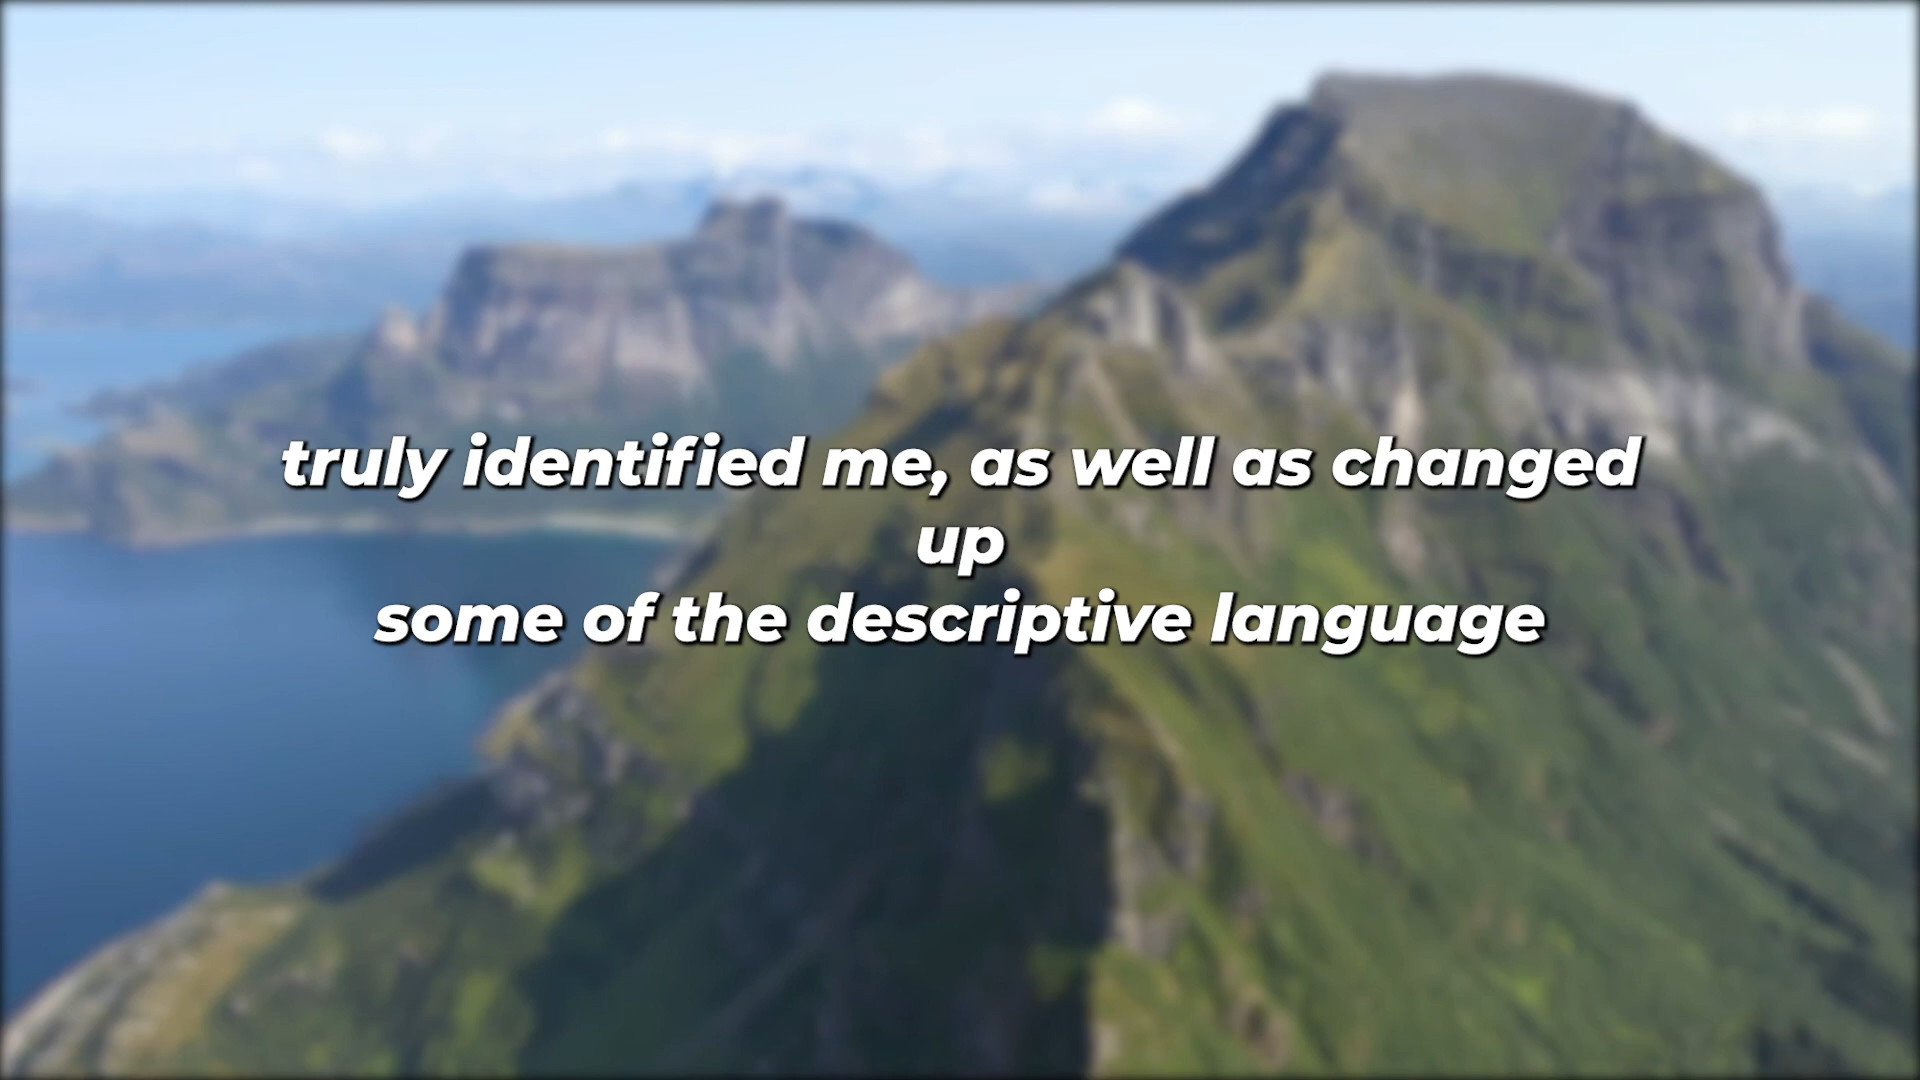 truly identified me, as well as changed
up
some of the descriptive language